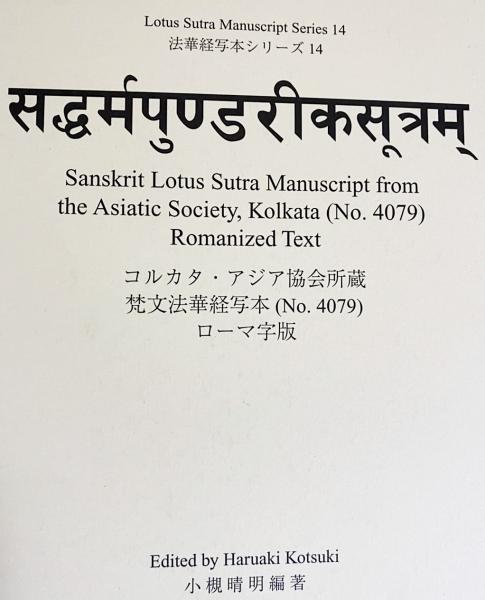 Lotus Sutra Manuscript Series 14
法華経写本シリーズ 14
सद्धर्मपुण्डरीकसूत्रम्
Sanskrit Lotus Sutra Manuscript from
the Asiatic Society, Kolkata (No. 4079)
Romanized Text
コルカタ・アジア協会所蔵
梵文法華経写本 (No. 4079)
ローマ字版
Edited by Haruaki Kotsuki
小槻晴明編著